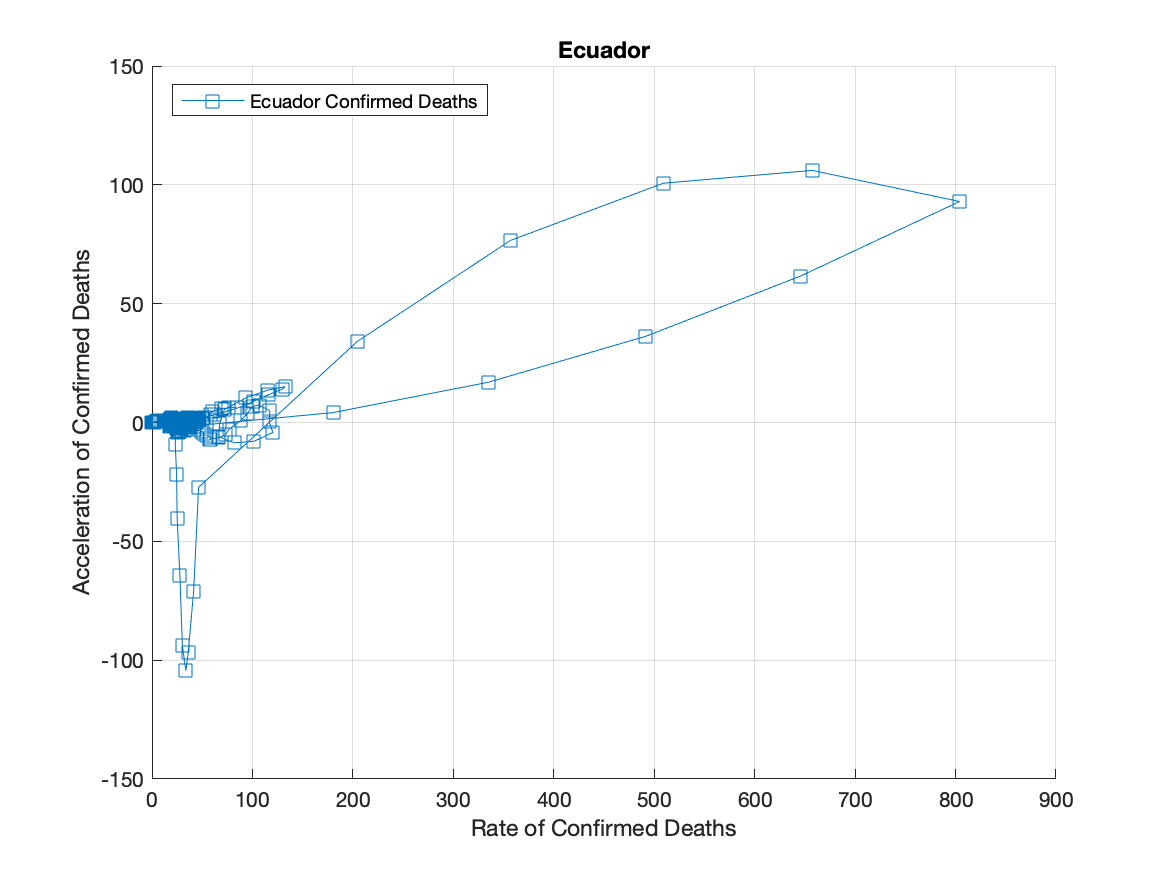 Ecuador
Ecuador Confirmed Deaths
150
100
50
0
-50
-100
-150
Acceleration of Confirmed Deaths
0 100 200 300 400 500 600 700 800 900
Rate of Confirmed Deaths